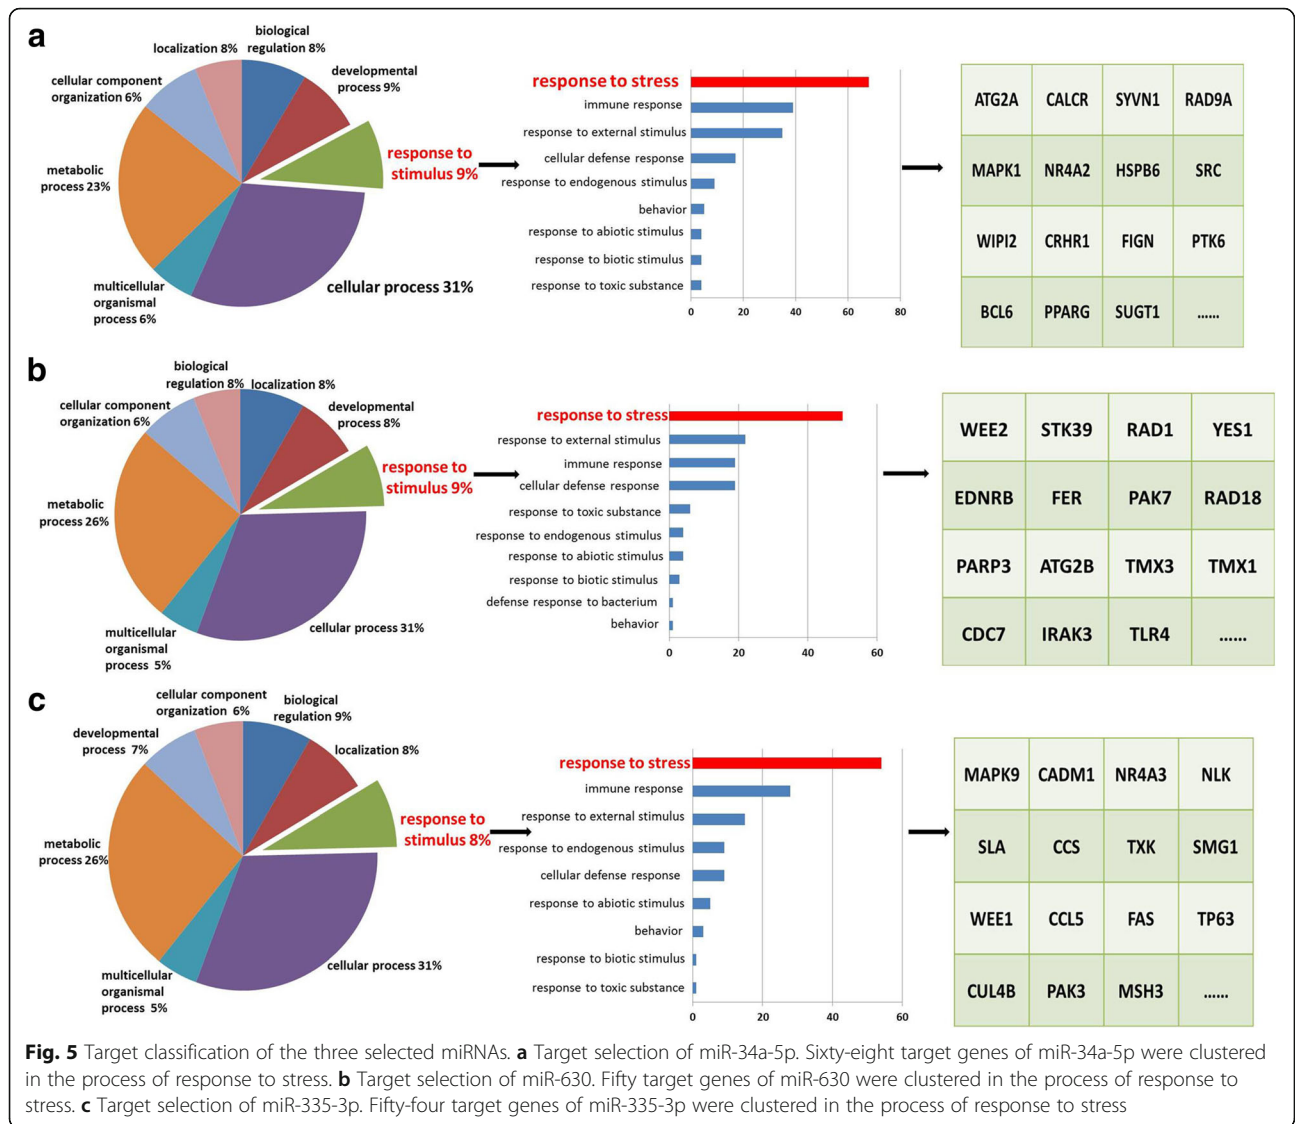 a
biological
regulation 8%
localization 8%
developmental
process 9%
cellular component
organization 6%
response to
stimulus 9%
metabolic
process 23%
cellular process 31%
multicellular
organismal
process 6%
response to stress
immune response
response to external stimulus
cellular defense response
response to endogenous stimulus
behavior
response to abiotic stimulus
response to biotic stimulus
response to toxic substance
0 20 40 60 80
ATG2A CALCR SYVN1 RAD9A
MAPK1 NR4A2 HSPB6 SRC
WIPI2 CRHR1 FIGN PTK6
BCL6 PPARG SUGT1 ......
b
biological
regulation 8%
localization 8%
cellular component
organization 6%
developmental
process 8%
response to
stimulus 9%
metabolic
process 26%
cellular process 31%
multicellular
organismal
process 5%
response to stress
response to external stimulus
immune response
cellular defense response
response to toxic substance
response to endogenous stimulus
response to abiotic stimulus
response to biotic stimulus
defense response to bacterium
behavior
0 20 40 60
WEE2 STK39 RAD1 YES1
EDNRB FER PAK7 RAD18
PARP3 ATG2B TMX3 TMX1
CDC7 IRAK3 TLR4 ......
c
cellular component
organization 6%
biological
regulation 9%
developmental
process 7%
localization 8%
response to
stimulus 8%
metabolic
process 26%
cellular process 31%
multicellular
organismal
process 5%
response to stress
immune response
response to external stimulus
response to endogenous stimulus
cellular defense response
response to abiotic stimulus
behavior
response to biotic stimulus
response to toxic substance
0 20 40 60
MAPK9 CADM1 NR4A3 NLK
SLA CCS TXK SMG1
WEE1 CCL5 FAS TP63
CUL4B PAK3 MSH3 ......
Fig. 5 Target classification of the three selected miRNAs. a Target selection of miR-34a-5p. Sixty-eight target genes of miR-34a-5p were clustered
in the process of response to stress. b Target selection of miR-630. Fifty target genes of miR-630 were clustered in the process of response to
stress. c Target selection of miR-335-3p. Fifty-four target genes of miR-335-3p were clustered in the process of response to stress